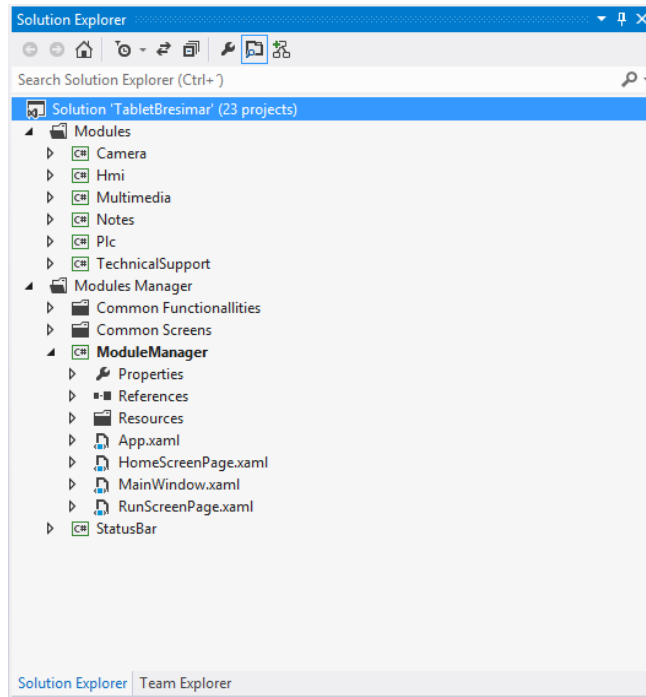 Solution Explorer
Search Solution Explorer (Ctrl+´)
Solution 'TabletBresimar' (23 projects)
Modules
C# Camera
C# Hmi
C# Multimedia
C# Notes
C# Plc
C# TechnicalSupport
Modules Manager
Common Functionallities
Common Screens
C# ModuleManager
Properties
References
Resources
App.xaml
HomeScreenPage.xaml
MainWindow.xaml
RunScreenPage.xaml
C# StatusBar
Solution Explorer Team Explorer